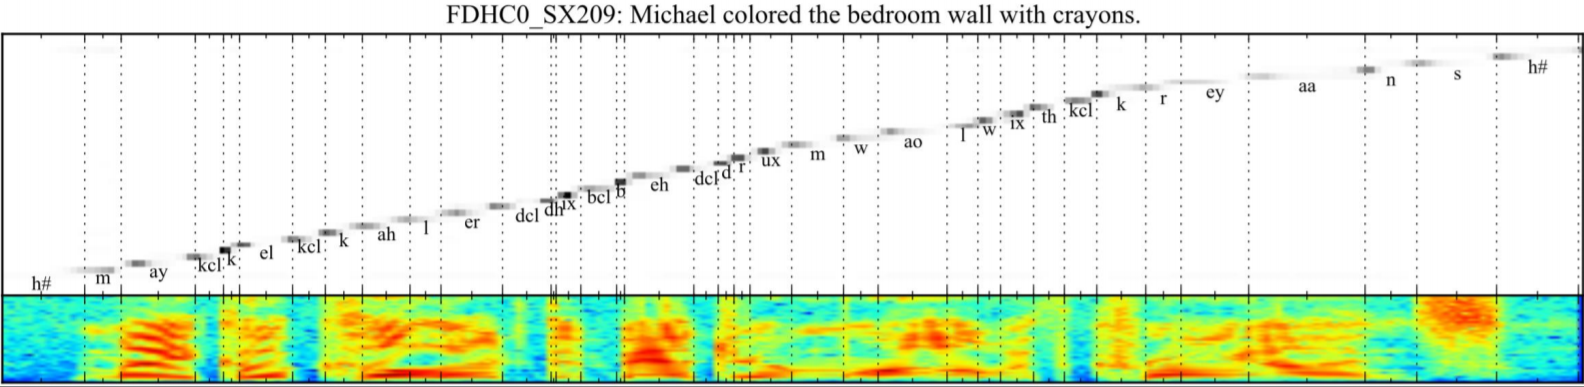 FDHC0_SX209: Michael colored the bedroom wall with crayons.
h# m ay kcl k el kcl k ah l er dcl dh ix bcl b eh dcl d r ux m w ao l w ix th kcl k r ey aa n s h#